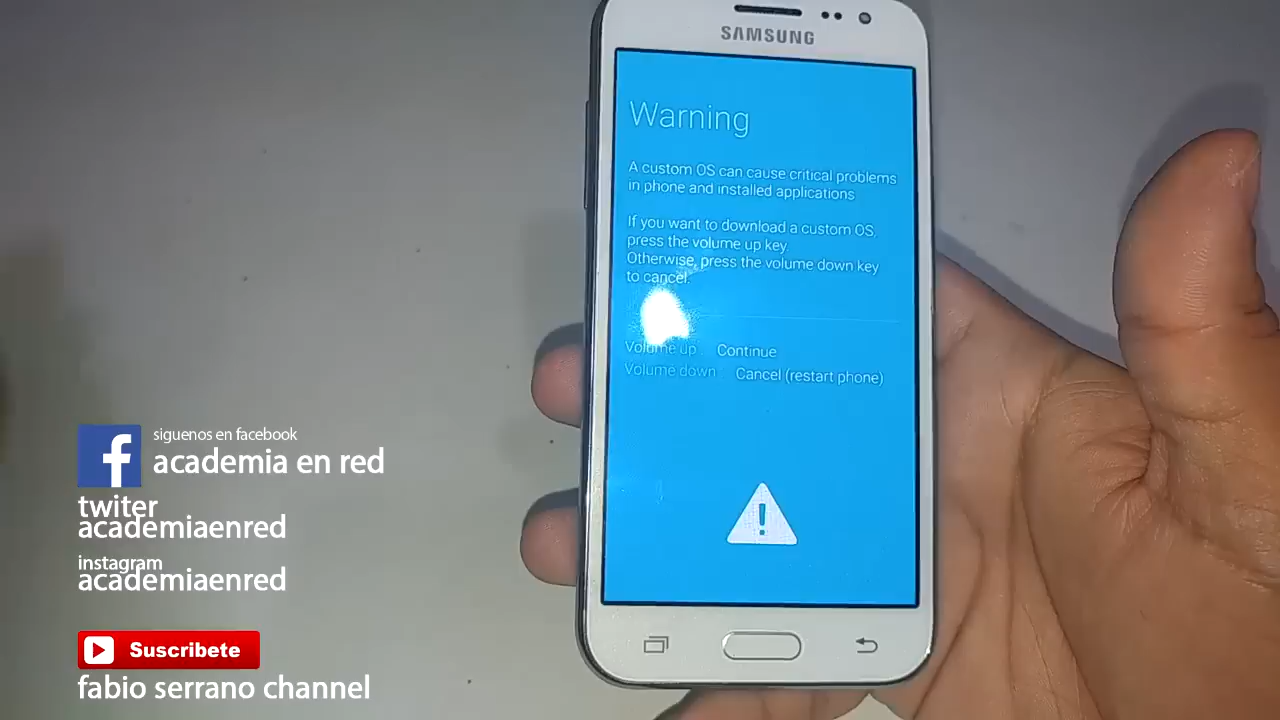 SAMSUNG
Warning
A custom OS can cause critical problems
in phone and installed applications
If you want to download a custom OS,
press the volume up key.
Otherwise, press the volume down key
to cancel.
Volume up : Continue
Volume down : Cancel (restart phone)
siguenos en facebook
academia en red
twiter
academiaenred
instagram
academiaenred
Suscribete
fabio serrano channel